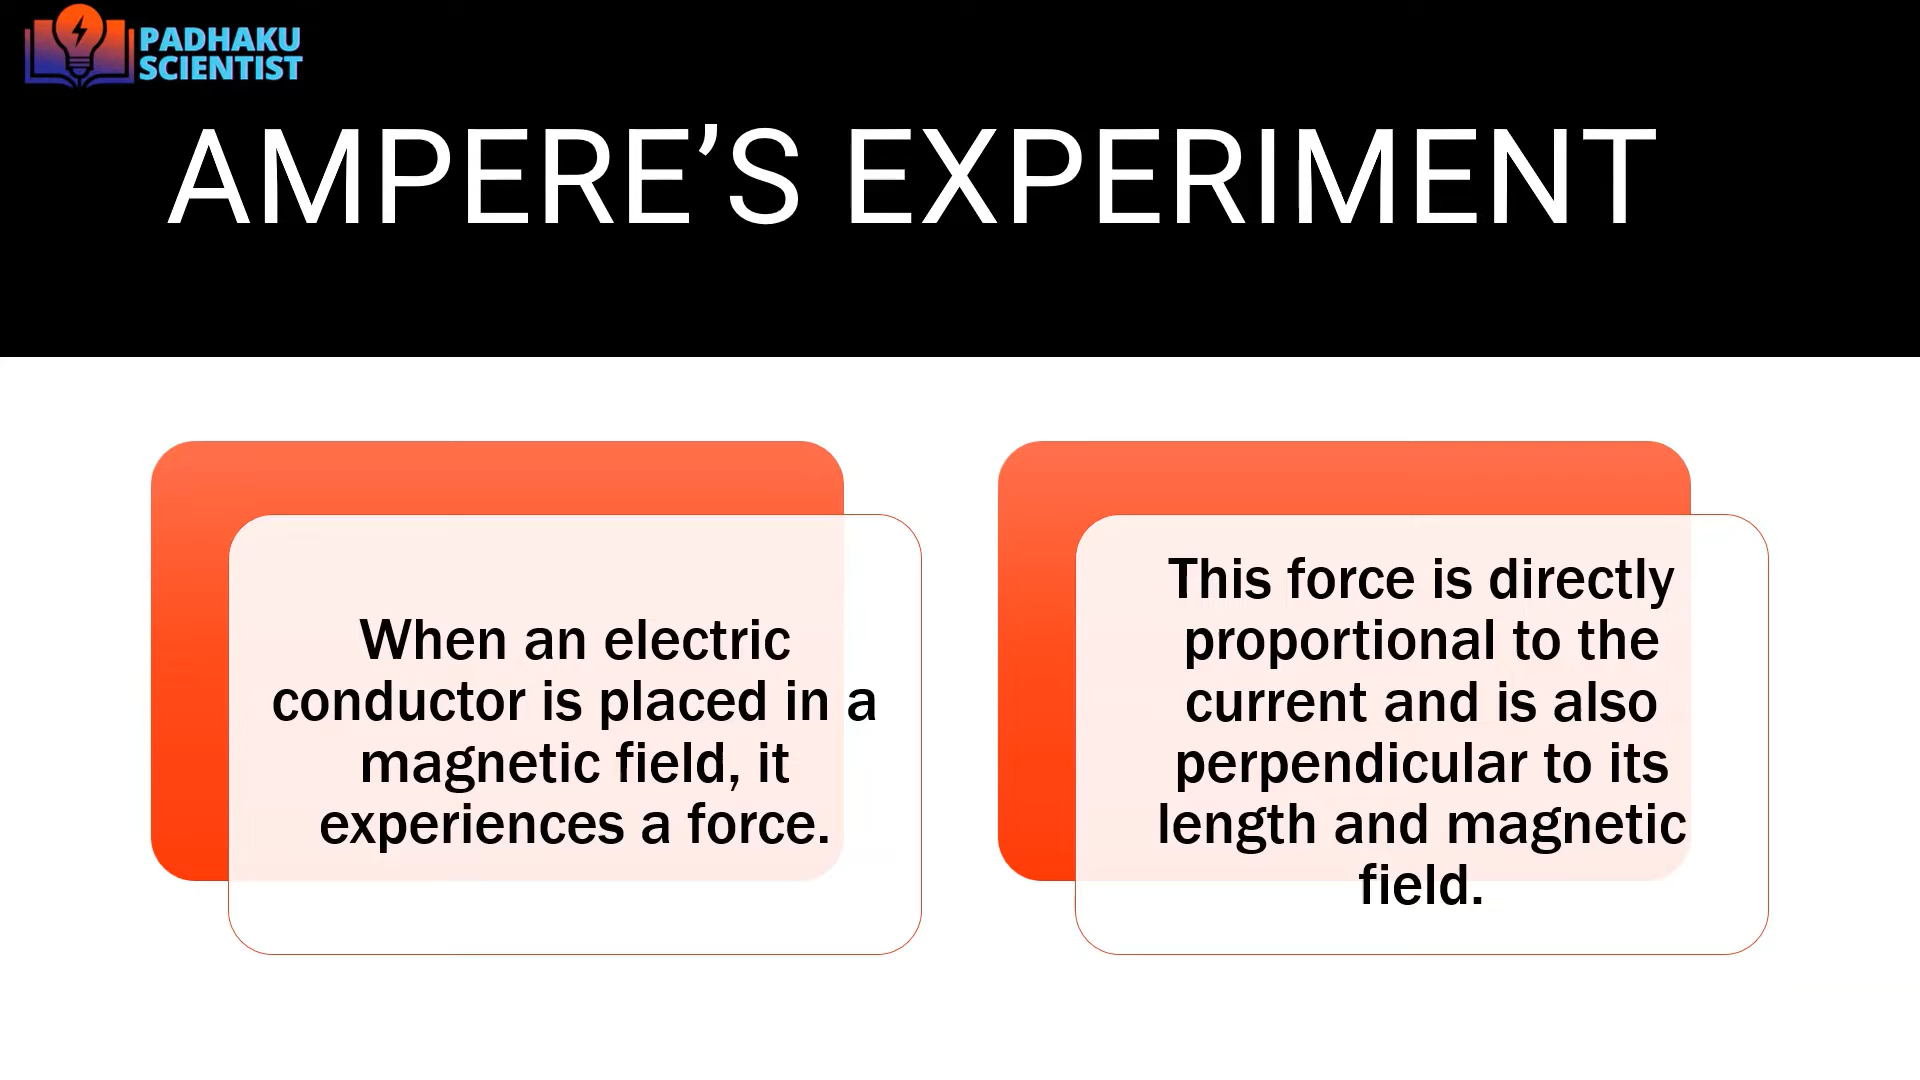 PADHAKU
SCIENTIST
AMPERE’S EXPERIMENT
When an electric
conductor is placed in a
magnetic field, it
experiences a force.
This force is directly
proportional to the
current and is also
perpendicular to its
length and magnetic
field.